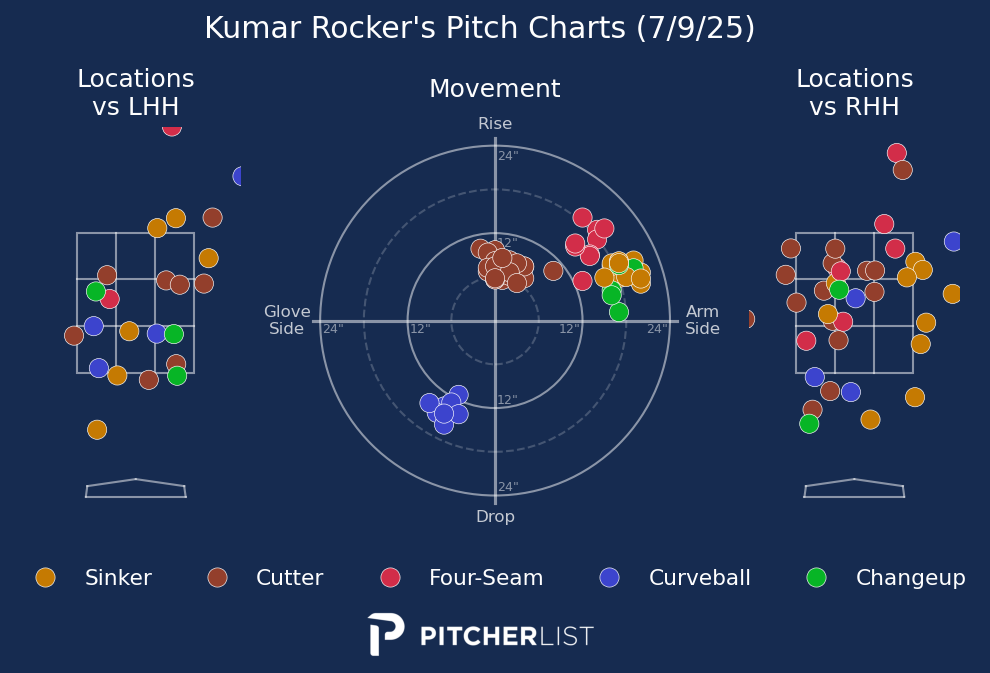 Kumar Rocker's Pitch Charts (7/9/25)
Locations
vs LHH
Movement
Locations
vs RHH
Rise
24"
12"
Glove
Side
24"
12"
12"
24"
Arm
Side
12"
24"
Drop
Sinker
Cutter
Four-Seam
Curveball
Changeup
PITCHERLIST